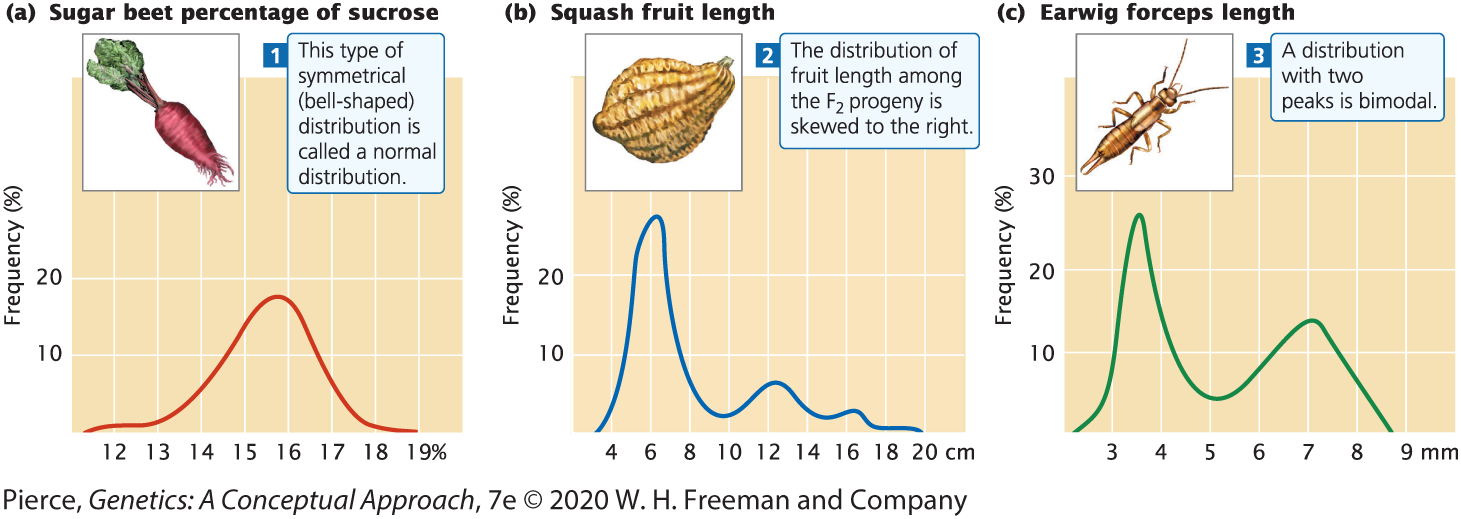 (a) Sugar beet percentage of sucrose
1
This type of
symmetrical
(bell-shaped)
distribution is
called a normal
distribution.
Frequency (%)
20
10
12 13 14 15 16 17 18 19%
(b) Squash fruit length
2
The distribution of
fruit length among
the F₂ progeny is
skewed to the right.
Frequency (%)
20
10
4 6 8 10 12 14 16 18 20 cm
(c) Earwig forceps length
3
A distribution
with two
peaks is bimodal.
Frequency (%)
30
20
10
3 4 5 6 7 8 9 mm
Pierce, Genetics: A Conceptual Approach, 7e © 2020 W. H. Freeman and Company